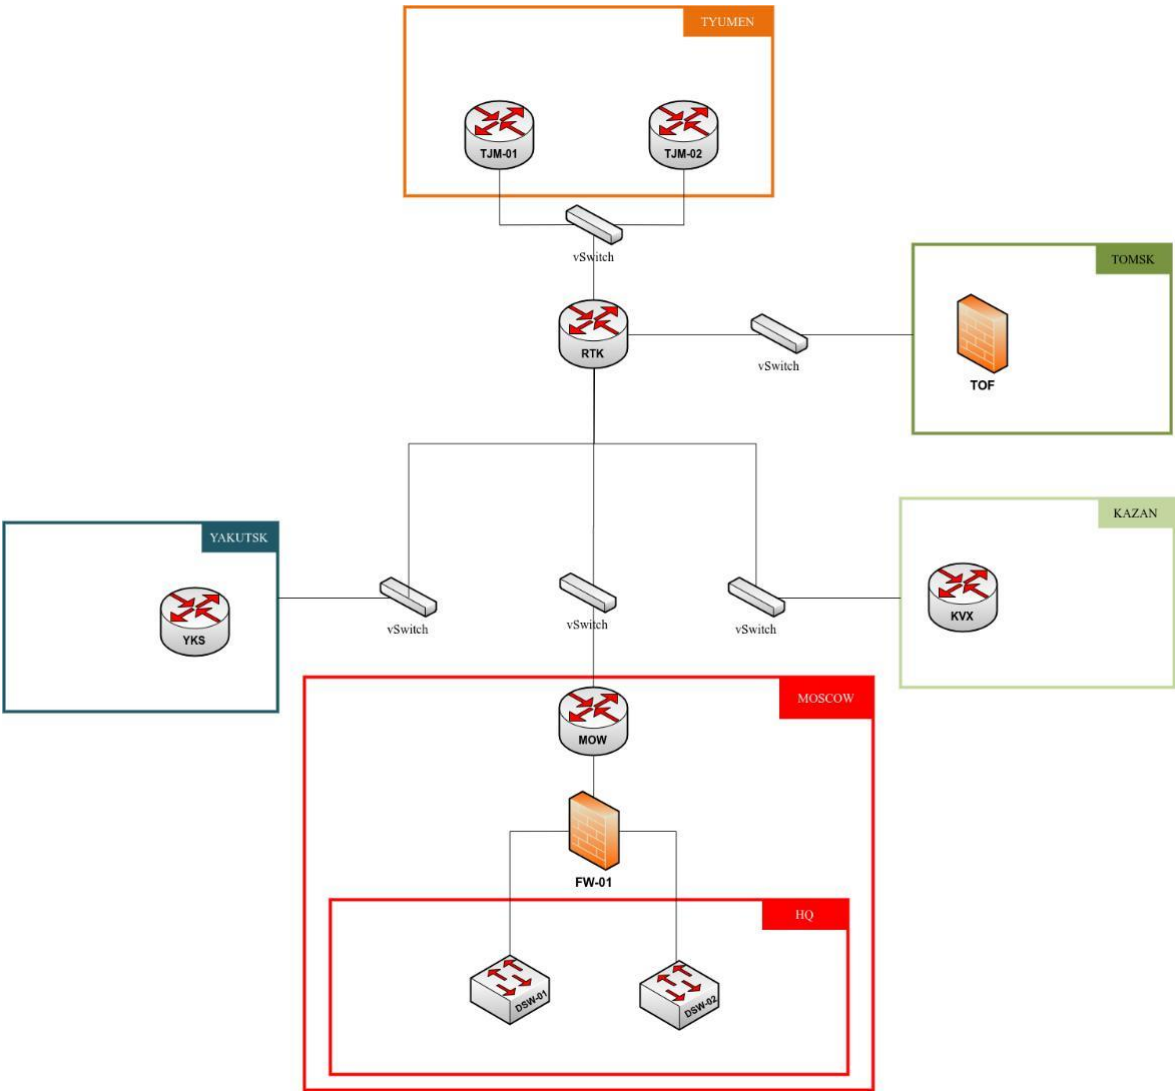 TYUMEN
TJM-01
TJM-02
vSwitch
TOMSK
RTK
vSwitch
TOF
YAKUTSK
KAZAN
YKS
vSwitch
vSwitch
vSwitch
KVX
MOSCOW
MOW
FW-01
HQ
DSW-01
DSW-02